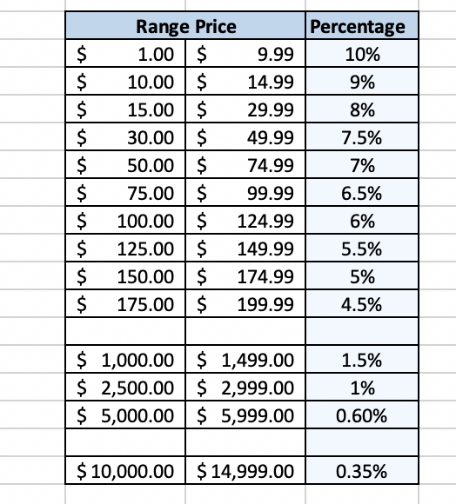 Range Price Percentage
$ 1.00 $ 9.99 10%
$ 10.00 $ 14.99 9%
$ 15.00 $ 29.99 8%
$ 30.00 $ 49.99 7.5%
$ 50.00 $ 74.99 7%
$ 75.00 $ 99.99 6.5%
$ 100.00 $ 124.99 6%
$ 125.00 $ 149.99 5.5%
$ 150.00 $ 174.99 5%
$ 175.00 $ 199.99 4.5%
$ 1,000.00 $ 1,499.00 1.5%
$ 2,500.00 $ 2,999.00 1%
$ 5,000.00 $ 5,999.00 0.60%
$ 10,000.00 $ 14,999.00 0.35%